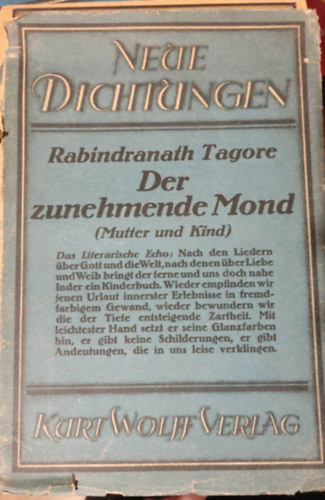 NEUE
DICHTUNGEN
Rabindranath Tagore
Der
zunehmende Mond
(Mutter und Kind)
Das Literarische Echo: Nach den Liedern
über Gott und die Welt, nach denen über Liebe
und Weib bringt der ferne und uns doch nahe
Inder ein Kinderbuch. Wieder empfinden wir
jenen Urlaut innerster Erlebnisse in fremd-
farbigem Gewand, wieder bewundern wir
die der Tiefe entsteigende Zartheit. Mit
leichtester Hand setzt er seine Glanzfarben
hin, er gibt keine Schilderungen, er gibt
Andeutungen, die in uns leise verklingen.
KURT WOLFF VERLAG